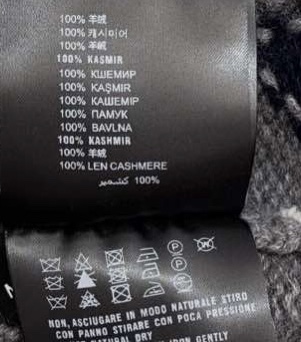 100% 羊绒
100% 캐시미어
100% 羊絨
100% KASMIR
100% КШЕМИР
100% KAŞMIR
100% КАШЕМІР
100% ПАМУК
100% BAVLNA
100% KASHMIR
100% 羊絨
100% LEN CASHMERE
100% كشمير
NON ASCIUGARE IN MODO NATURALE STIRO
CON PANNO STIRARE CON POCA PRESSIONE
NATURAL DRY
IRON GENTLY